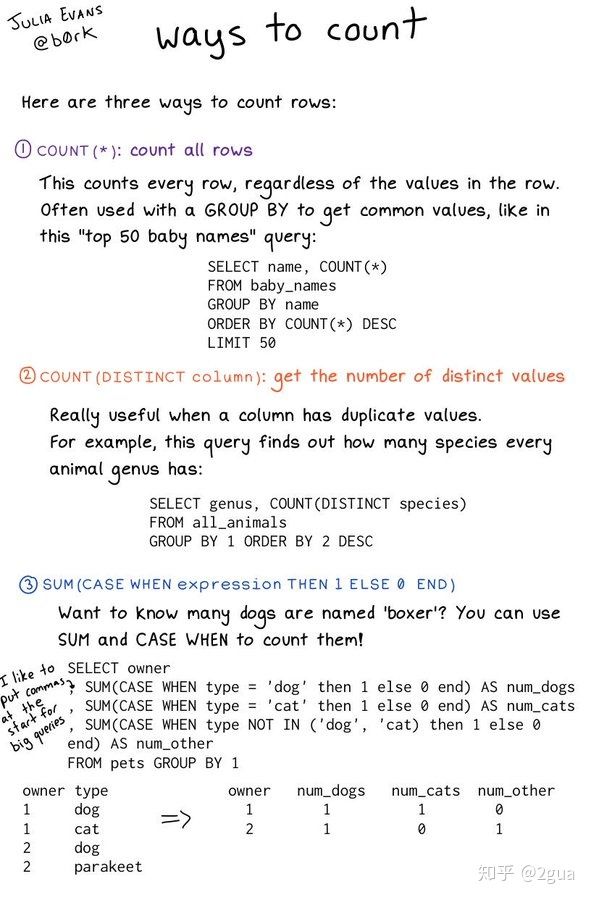 JULIA EVANS
@b0rk
ways to count
Here are three ways to count rows:
① COUNT(*): count all rows
This counts every row, regardless of the values in the row.
Often used with a GROUP BY to get common values, like in
this "top 50 baby names" query:
SELECT name, COUNT(*)
FROM baby_names
GROUP BY name
ORDER BY COUNT(*) DESC
LIMIT 50
② COUNT(DISTINCT column): get the number of distinct values
Really useful when a column has duplicate values.
For example, this query finds out how many species every
animal genus has:
SELECT genus, COUNT(DISTINCT species)
FROM all_animals
GROUP BY 1 ORDER BY 2 DESC
③ SUM(CASE WHEN expression THEN 1 ELSE 0 END)
Want to know many dogs are named 'boxer'? You can use
SUM and CASE WHEN to count them!
I like to
put commas
at the
start for
big queries
SELECT owner
, SUM(CASE WHEN type = 'dog' then 1 else 0 end) AS num_dogs
, SUM(CASE WHEN type = 'cat' then 1 else 0 end) AS num_cats
, SUM(CASE WHEN type NOT IN ('dog', 'cat) then 1 else 0
end) AS num_other
FROM pets GROUP BY 1
owner type
1 dog
1 cat
2 dog
2 parakeet
=>
owner num_dogs num_cats num_other
1 1 1 0
2 1 0 1
知乎 @2gua